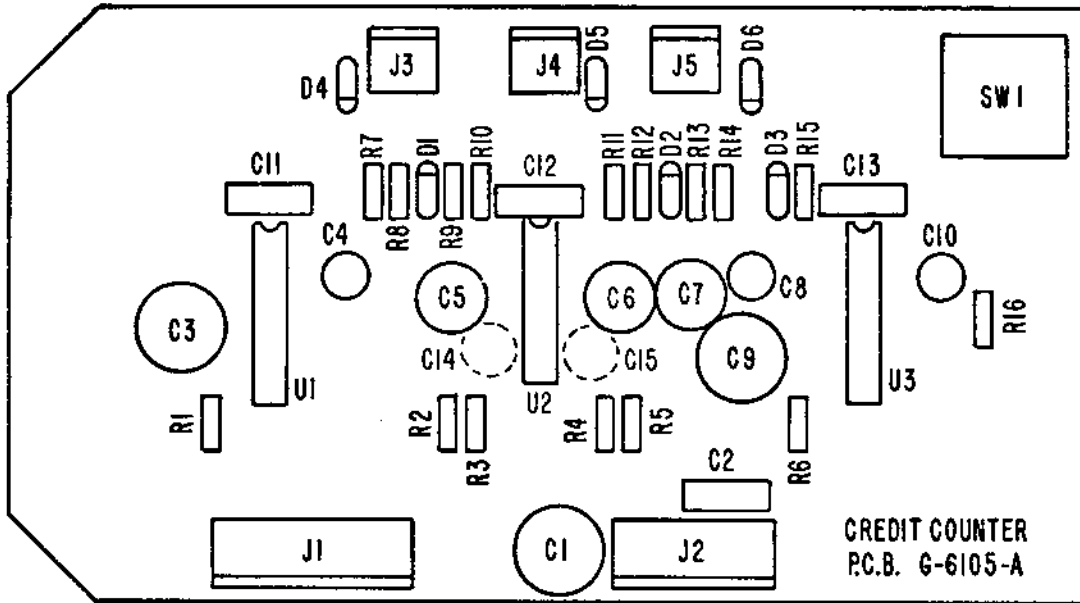 D5
D6
J3
J4
J5
D4
SW1
R7
D1
R10
R11
R12
D2
R13
R14
D3
R15
C11
C12
C13
R8
R9
C4
C10
C5
C6
C7
C8
C3
R16
C14
C15
C9
U1
U2
U3
R1
R2
R3
R4
R5
R6
C2
J1
C1
J2
CREDIT COUNTER
P.C.B. G-6105-A